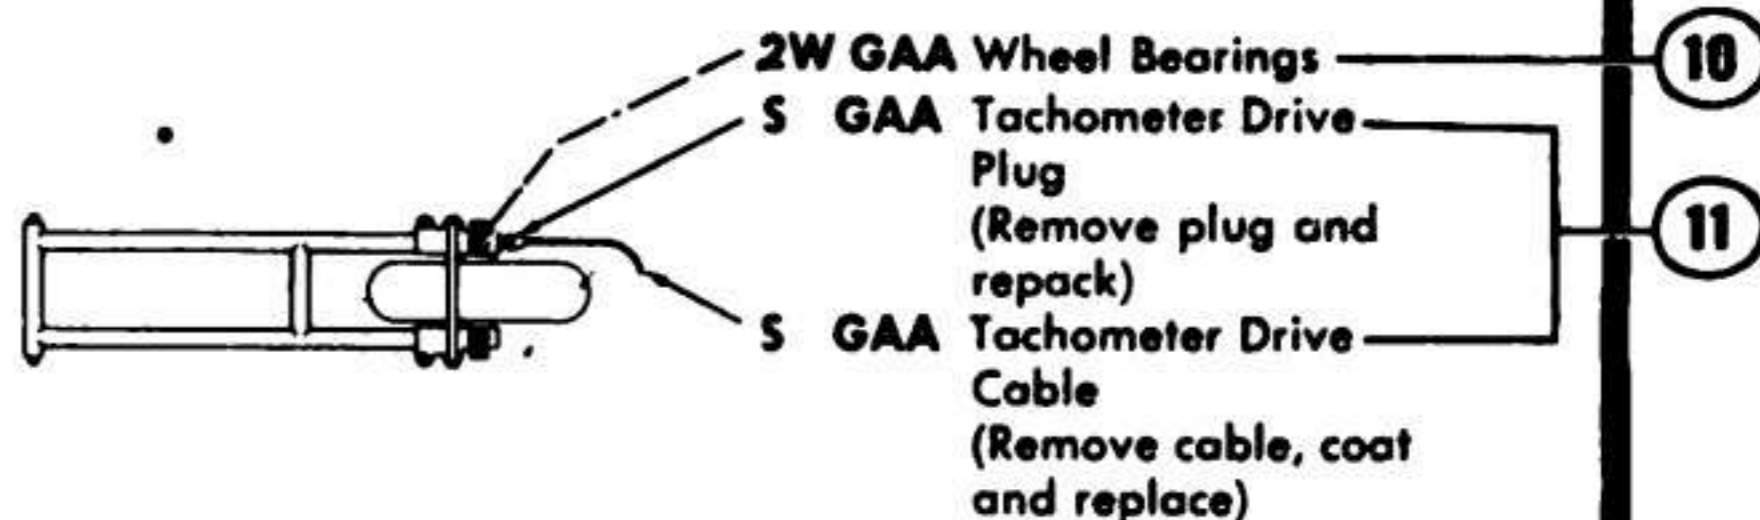 2W GAA Wheel Bearings 10
S GAA Tachometer Drive
Plug
(Remove plug and
repack)
11
S GAA Tachometer Drive
Cable
(Remove cable, coat
and replace)